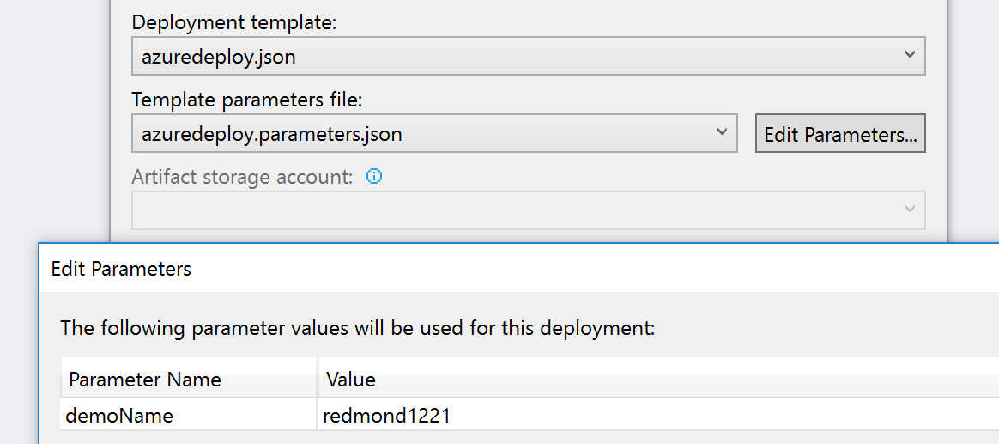 Deployment template:
azuredeploy.json
Template parameters file:
azuredeploy.parameters.json Edit Parameters...
Artifact storage account:
Edit Parameters
The following parameter values will be used for this deployment:
Parameter Name Value
demoName redmond1221